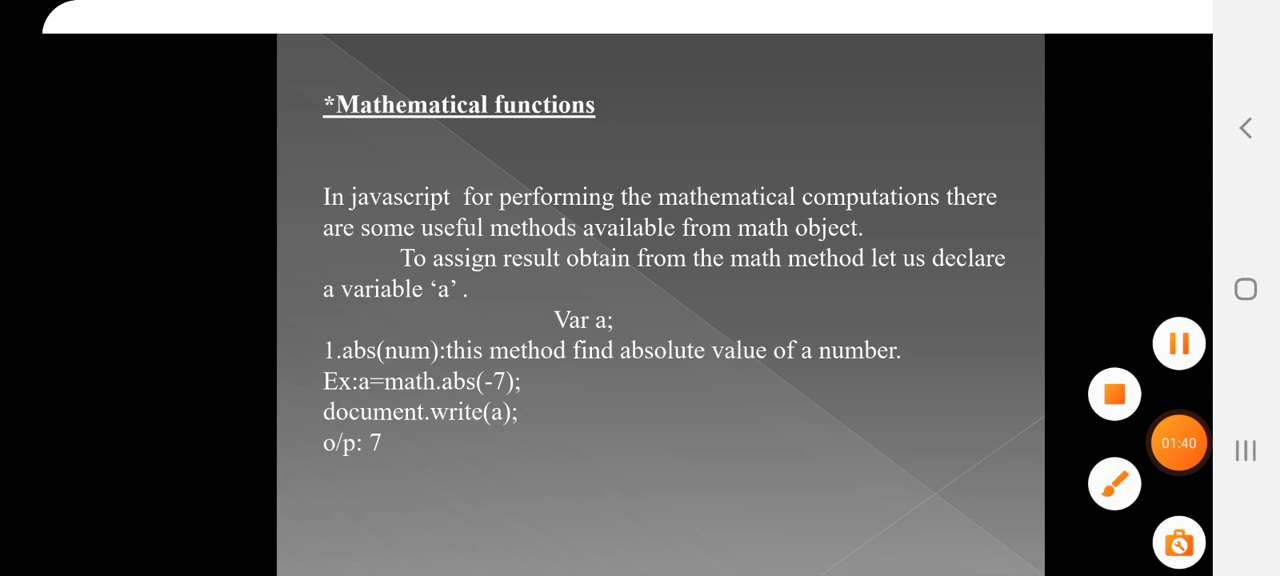 *Mathematical functions
In javascript  for performing the mathematical computations there
are some useful methods available from math object.
To assign result obtain from the math method let us declare
a variable ‘a’ .
Var a;
1.abs(num):this method find absolute value of a number.
Ex:a=math.abs(-7);
document.write(a);
o/p: 7
01:40